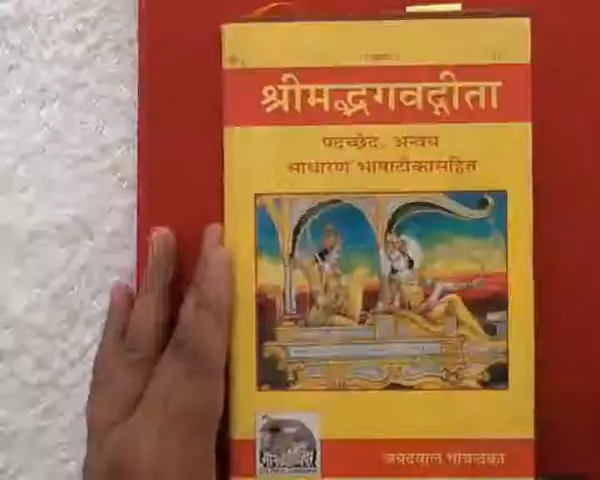 श्रीमद्भगवद्गीता
पदच्छेद, अन्वय
साधारण भाषाटीकासहित
जयदयाल गोयन्दका